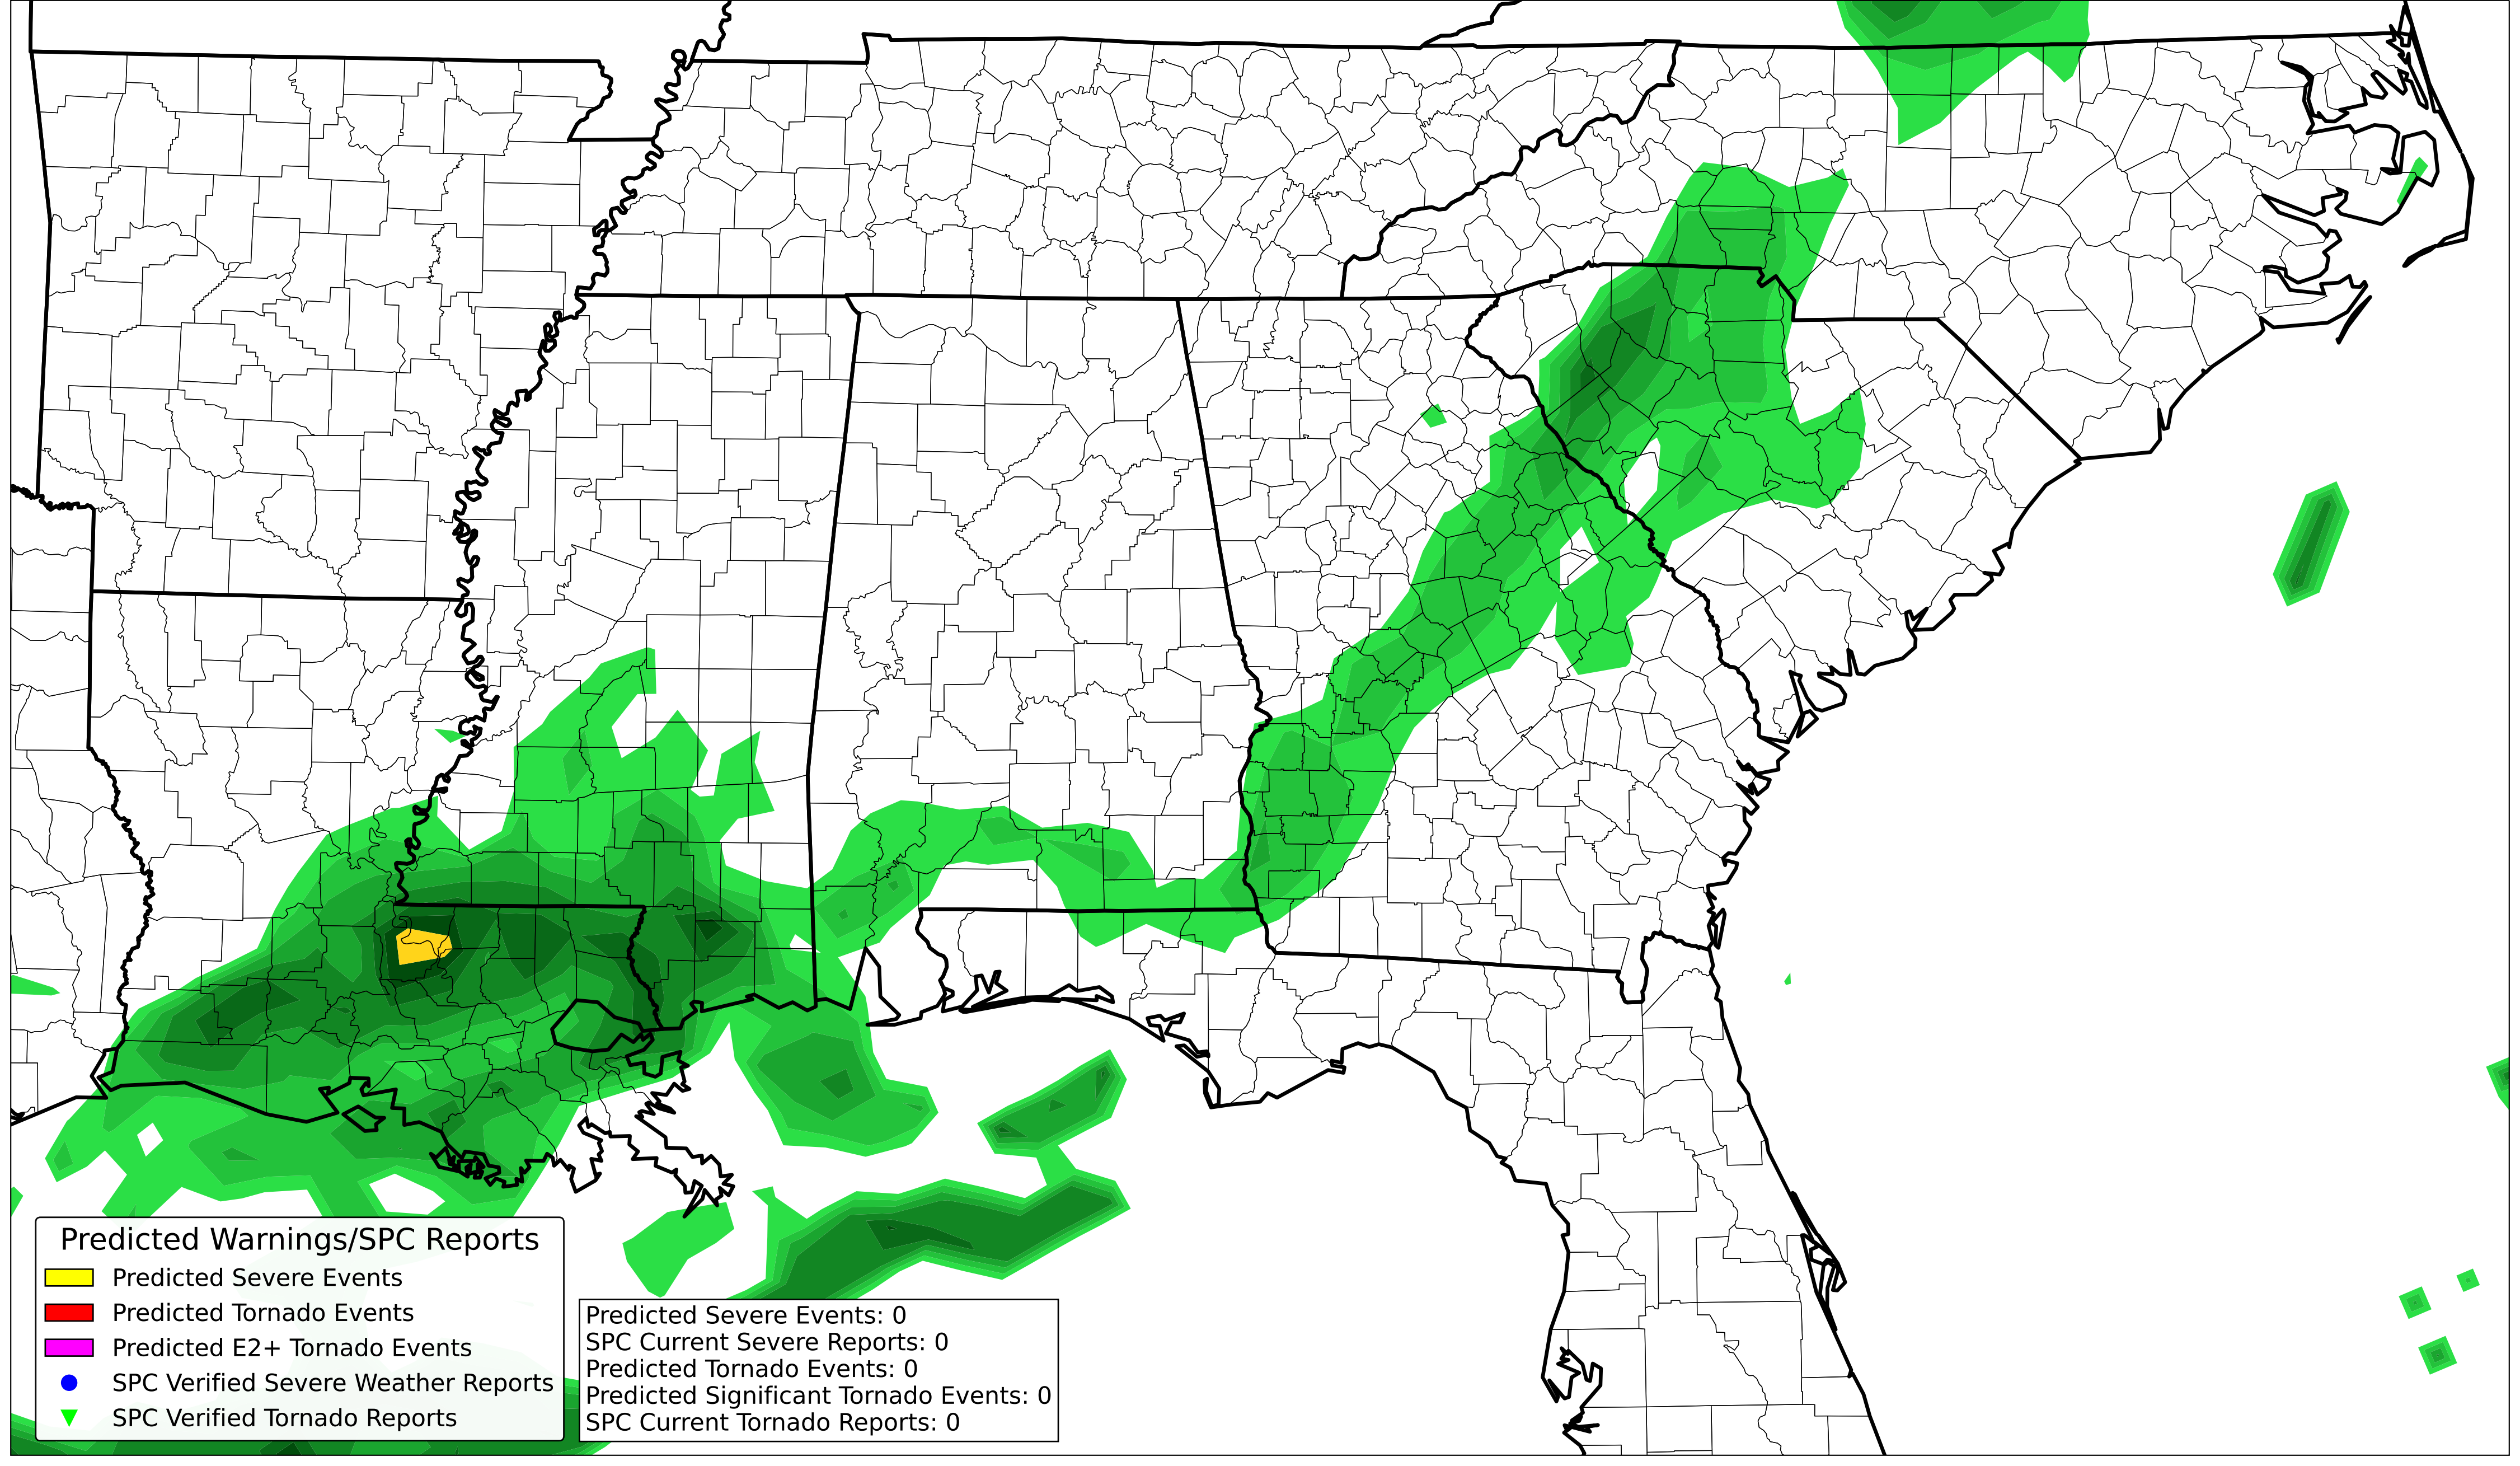 Predicted Warnings/SPC Reports
Predicted Severe Events
Predicted Tornado Events
Predicted E2+ Tornado Events
SPC Verified Severe Weather Reports
SPC Verified Tornado Reports
Predicted Severe Events: 0
SPC Current Severe Reports: 0
Predicted Tornado Events: 0
Predicted Significant Tornado Events: 0
SPC Current Tornado Reports: 0